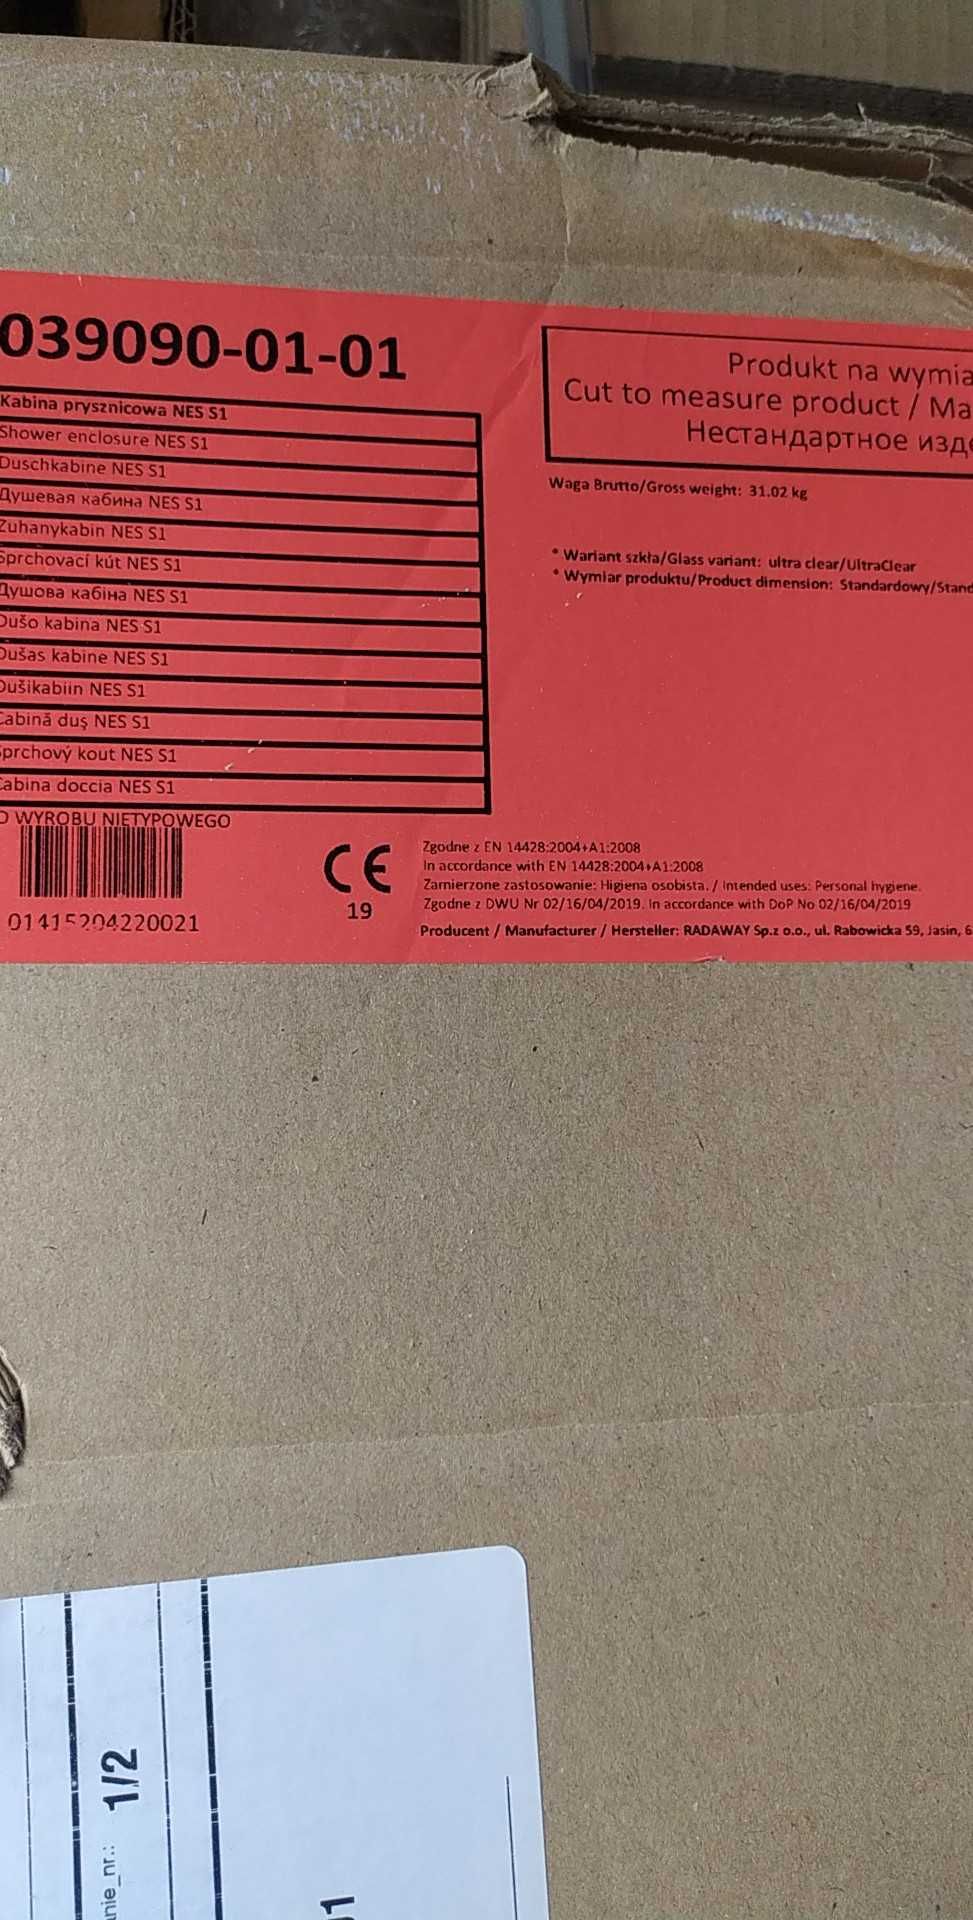 039090-01-01
Kabina prysznicowa NES S1
Shower enclosure NES S1
Duschkabine NES S1
Душевая кабина NES S1
Zuhanykabin NES S1
Sprchovací kút NES S1
Душова кабіна NES S1
Dušo kabina NES S1
Dušas kabine NES S1
Dušikabiin NES S1
Cabină duş NES S1
Sprchový kout NES S1
Cabina doccia NES S1
DO WYROBU NIETYPOWEGO
01415204220021
Produkt na wymia
Cut to measure product / Ma
Нестандартное изде
Waga Brutto/Gross weight: 31.02 kg
* Wariant szkła/Glass variant: ultra clear/UltraClear
* Wymiar produktu/Product dimension: Standardowy/Stand
CE
19
Zgodne z EN 14428:2004+A1:2008
In accordance with EN 14428:2004+A1:2008
Zamierzone zastosowanie: Higiena osobista. / Intended uses: Personal hygiene.
Zgodne z DWU Nr 02/16/04/2019. In accordance with DoP No 02/16/04/2019
Producent / Manufacturer / Hersteller: RADAWAY Sp.z o.o., ul. Rabowicka 59, Jasin, 6
anie_nr.: 1/2